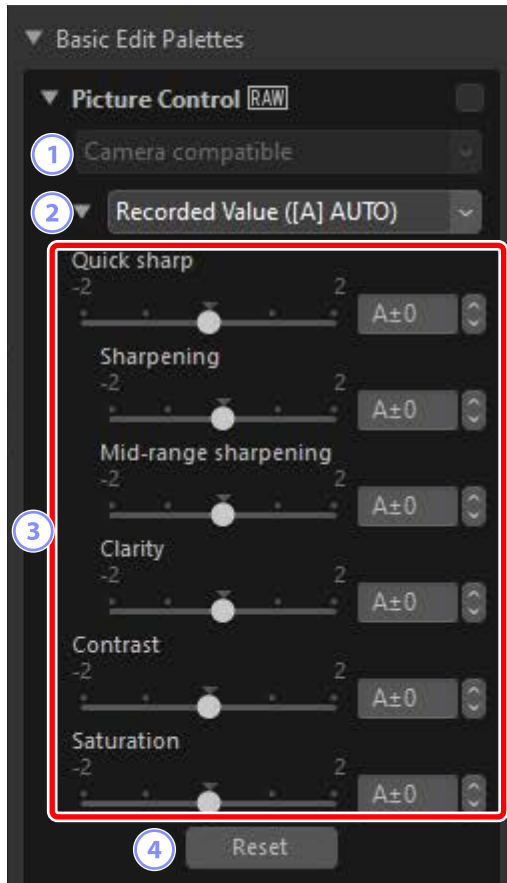 Basic Edit Palettes
Picture Control RAW
1 Camera compatible
2 Recorded Value ([A] AUTO)
Quick sharp
-2 2
A±0
Sharpening
-2 2
A±0
Mid-range sharpening
-2 2
A±0
3
Clarity
-2 2
A±0
Contrast
-2 2
A±0
Saturation
-2 2
A±0
4 Reset